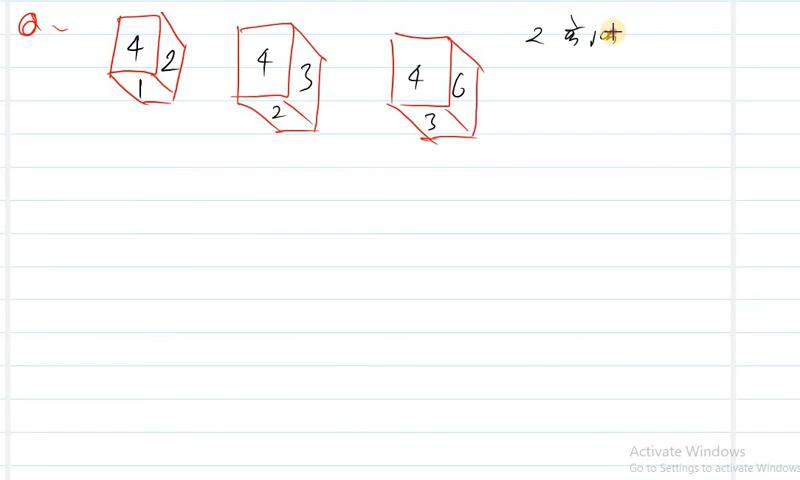 Q~
4 2 1
4 3 2
4 6 3
2
Activate Windows
Go to Settings to activate Windows